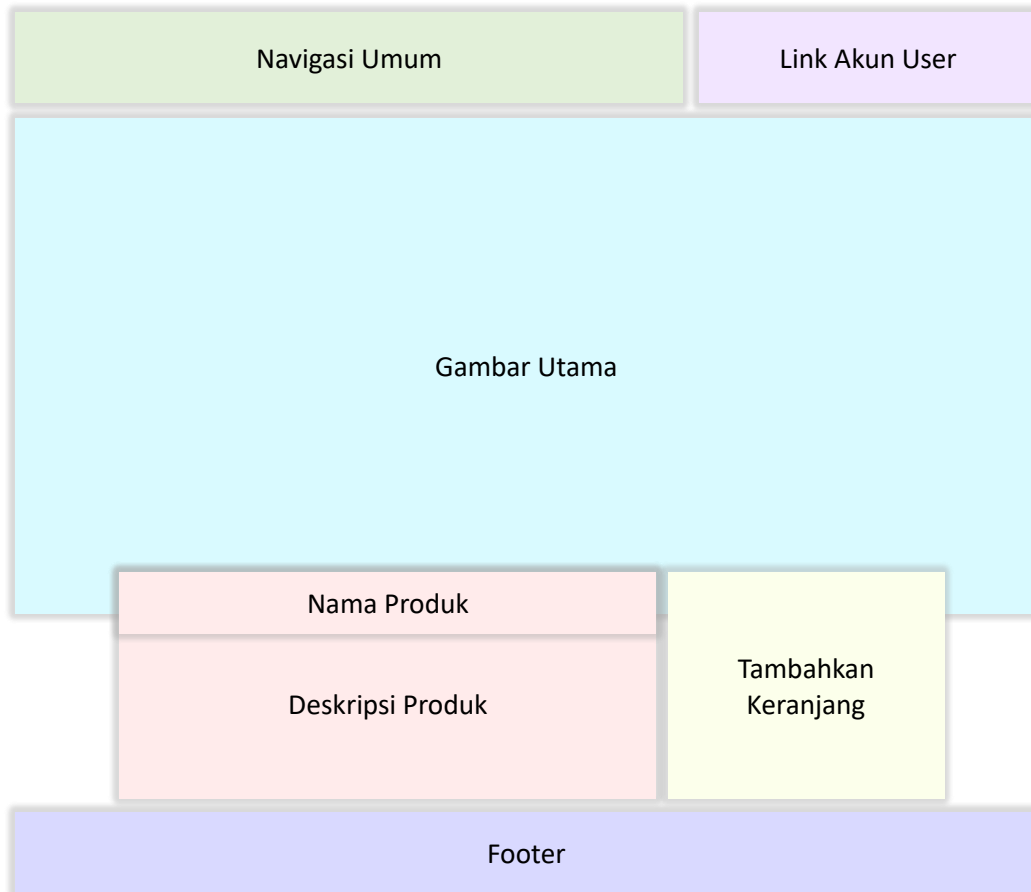 Navigasi Umum
Link Akun User
Gambar Utama
Nama Produk
Deskripsi Produk
Tambahkan
Keranjang
Footer